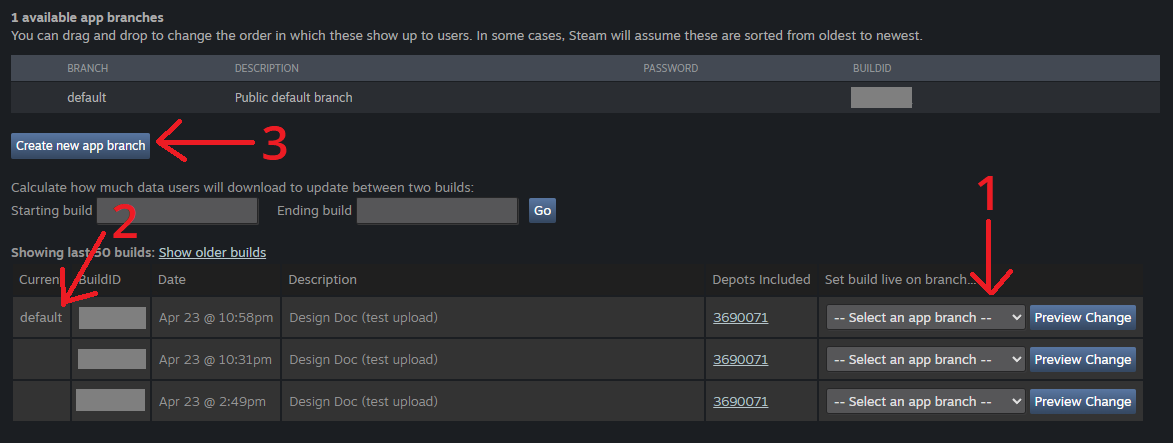 1 available app branches
You can drag and drop to change the order in which these show up to users. In some cases, Steam will assume these are sorted from oldest to newest.
BRANCH DESCRIPTION PASSWORD BUILDID
default Public default branch
Create new app branch 3
Calculate how much data users will download to update between two builds:
Starting build Ending build Go
2 1
Showing last 50 builds: Show older builds
Current BuildID Date Description Depots Included Set build live on branch...
default Apr 23 @ 10:58pm Design Doc (test upload) 3690071 -- Select an app branch -- Preview Change
Apr 23 @ 10:31pm Design Doc (test upload) 3690071 -- Select an app branch -- Preview Change
Apr 23 @ 2:49pm Design Doc (test upload) 3690071 -- Select an app branch -- Preview Change